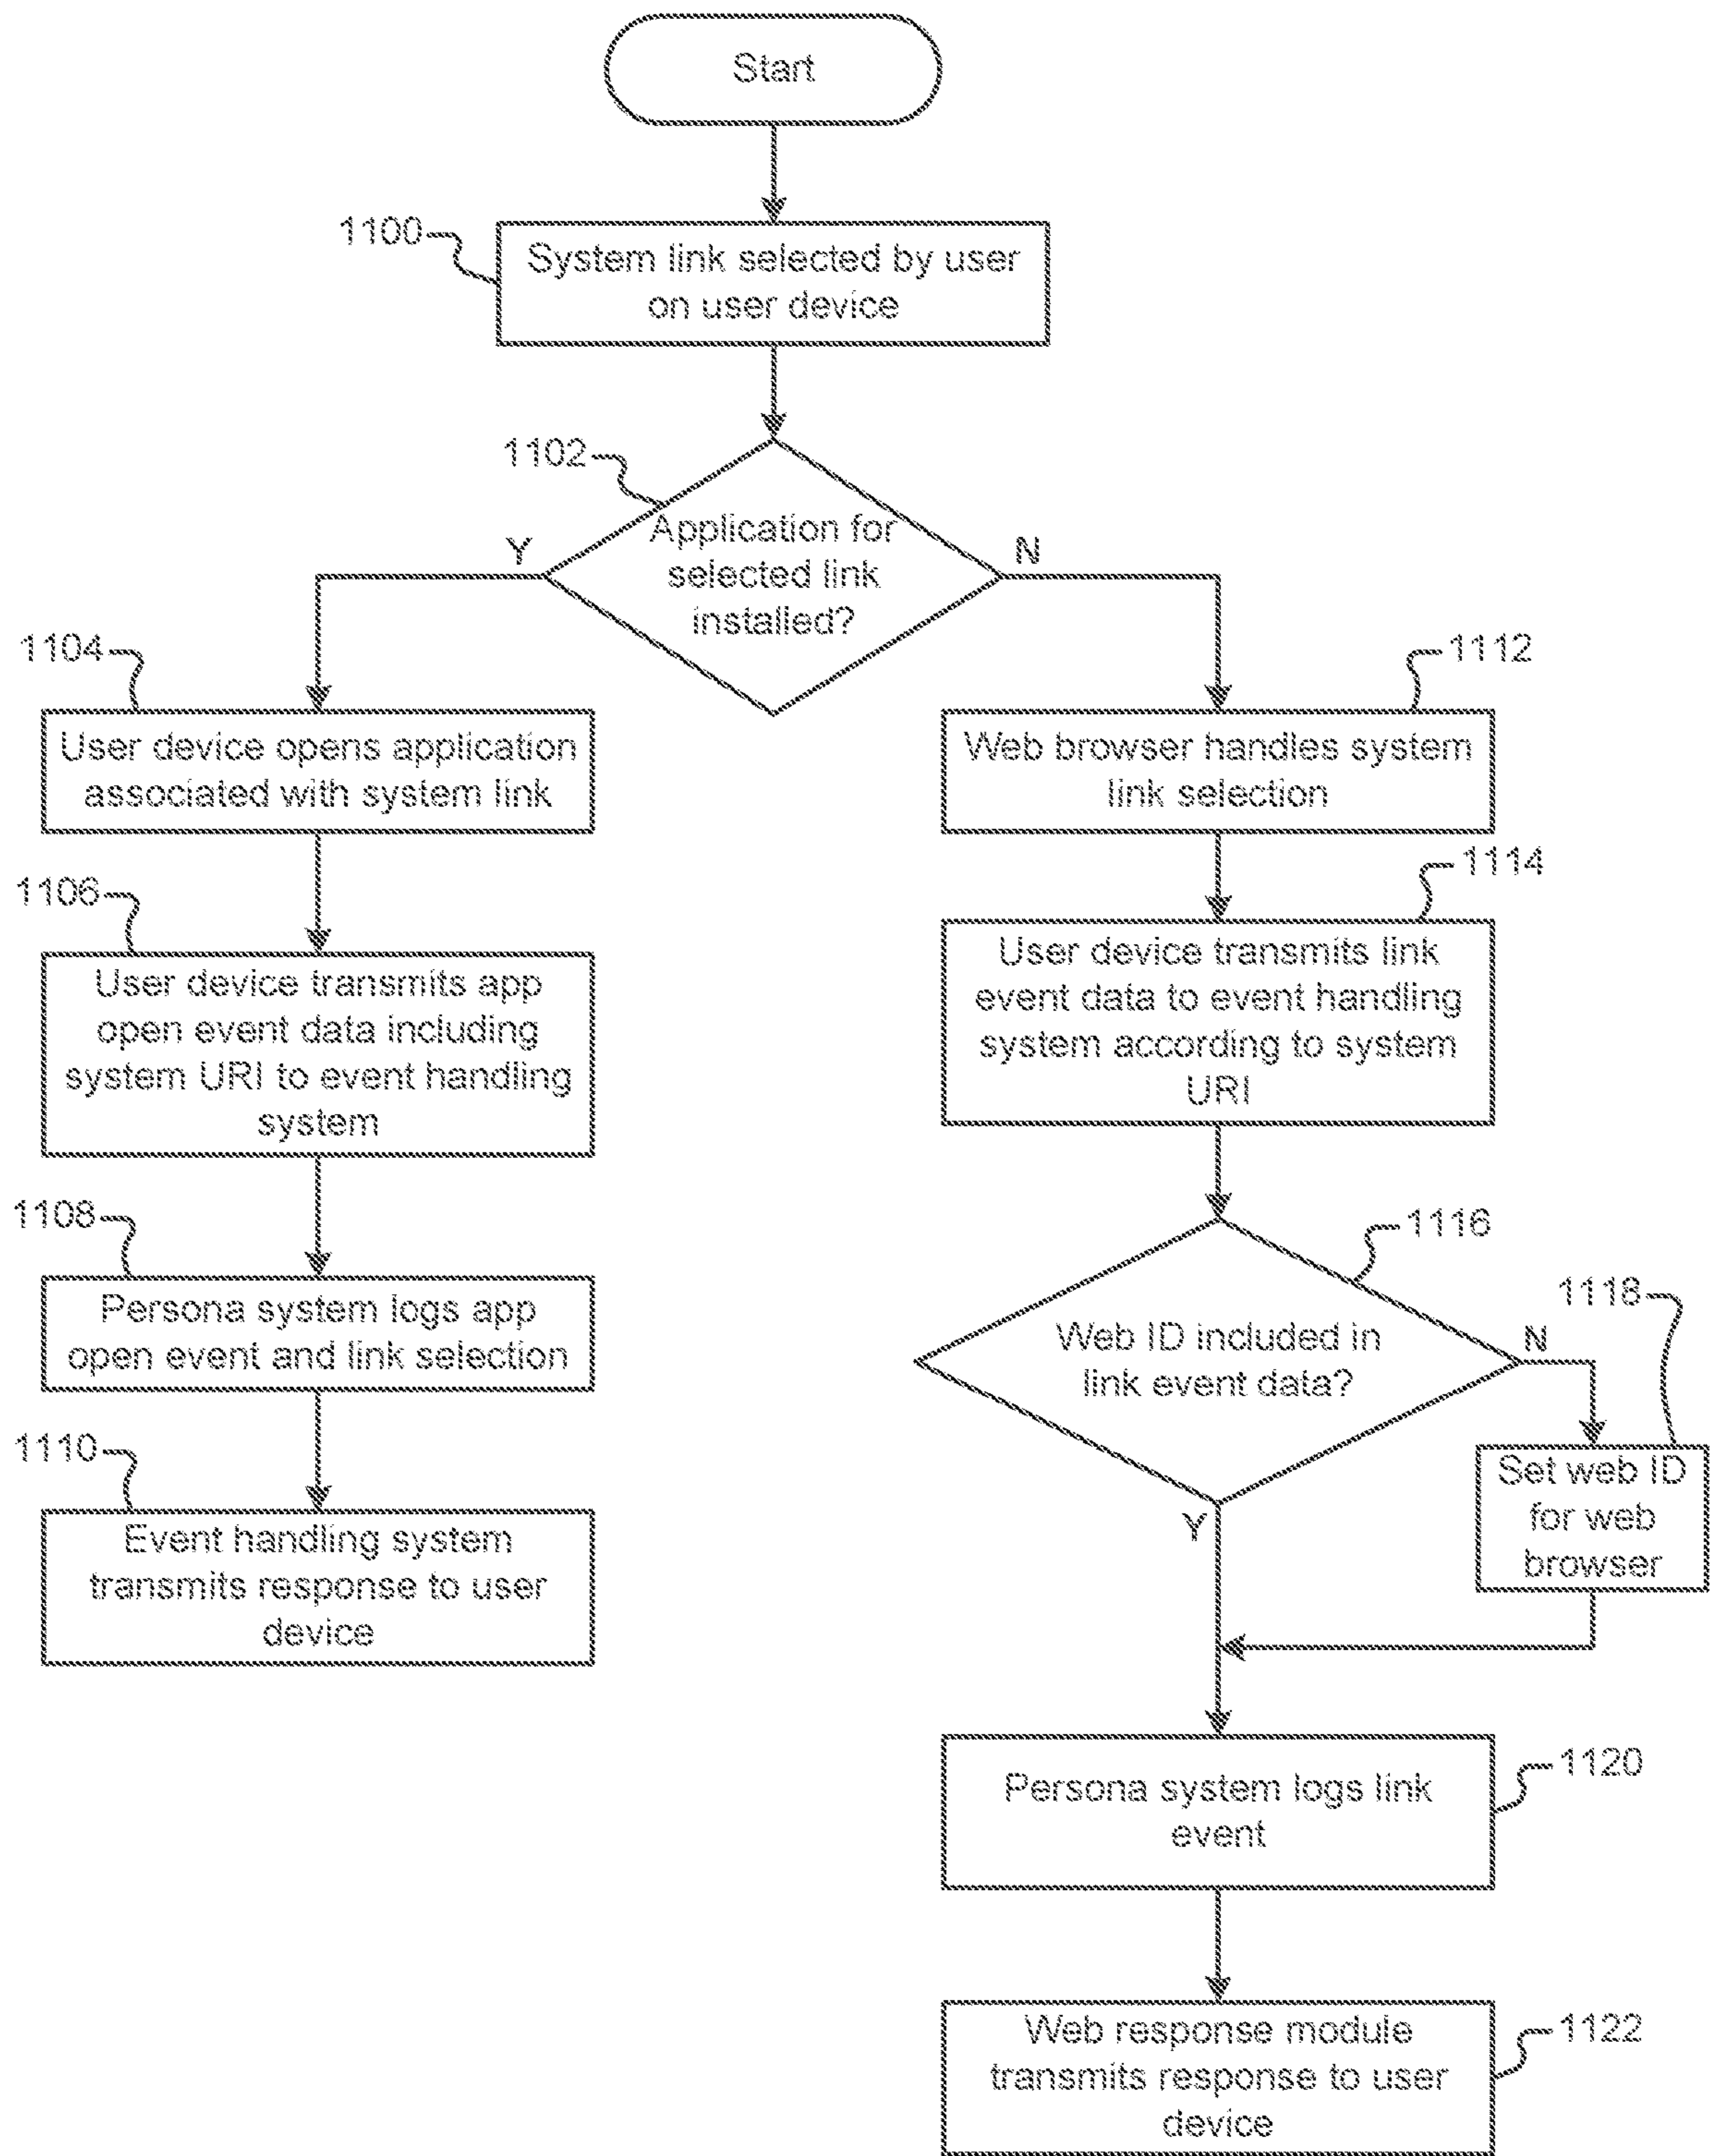 Start
1100
System link selected by user
on user device
1102
Application for
selected link
installed?
Y
N
1104
User device opens application
associated with system link
1106
User device transmits app
open event data including
system URI to event handling
system
1108
Persona system logs app
open event and link selection
1110
Event handling system
transmits response to user
device
1112
Web browser handles system
link selection
1114
User device transmits link
event data to event handling
system according to system
URI
1116
Web ID included in
link event data?
N
Y
1118
Set web ID
for web
browser
1120
Persona system logs link
event
1122
Web response module
transmits response to user
device